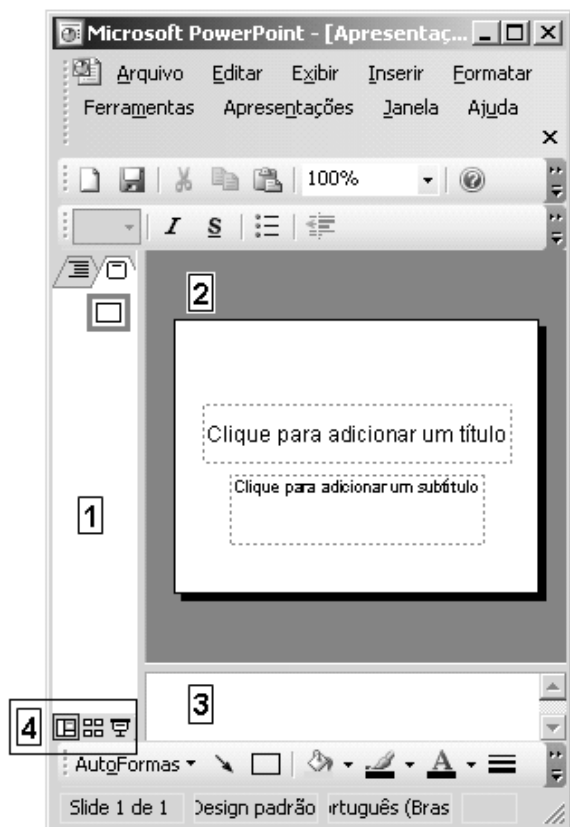 Microsoft PowerPoint - [Apresentaç...
Arquivo Editar Exibir Inserir Formatar
Ferramentas Apresentações Janela Ajuda
100%
I S
2
Clique para adicionar um título
Clique para adicionar um subtítulo
1
3
4
AutoFormas A
Slide 1 de 1 Design padrão rtuguês (Bras